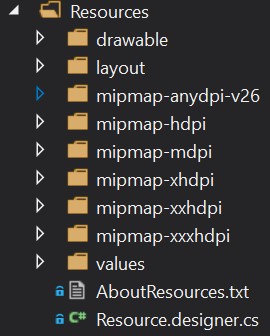 Resources
drawable
layout
mipmap-anydpi-v26
mipmap-hdpi
mipmap-mdpi
mipmap-xhdpi
mipmap-xxhdpi
mipmap-xxxhdpi
values
AboutResources.txt
C# Resource.designer.cs